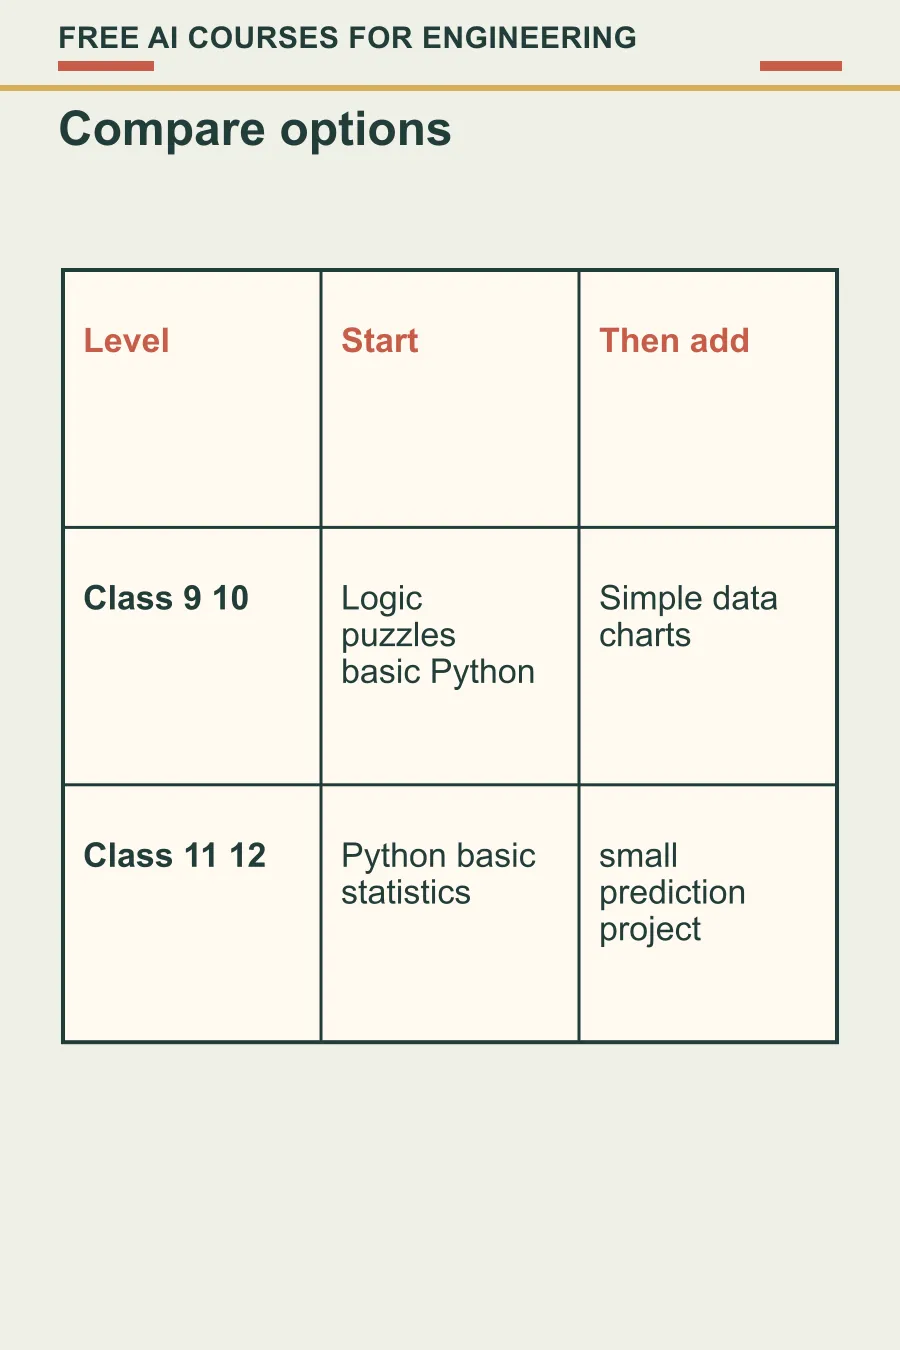 FREE AI COURSES FOR ENGINEERING
Compare options
Level
Start
Then add
Class 9 10
Logic
puzzles
basic Python
Simple data
charts
Class 11 12
Python basic
statistics
small
prediction
project